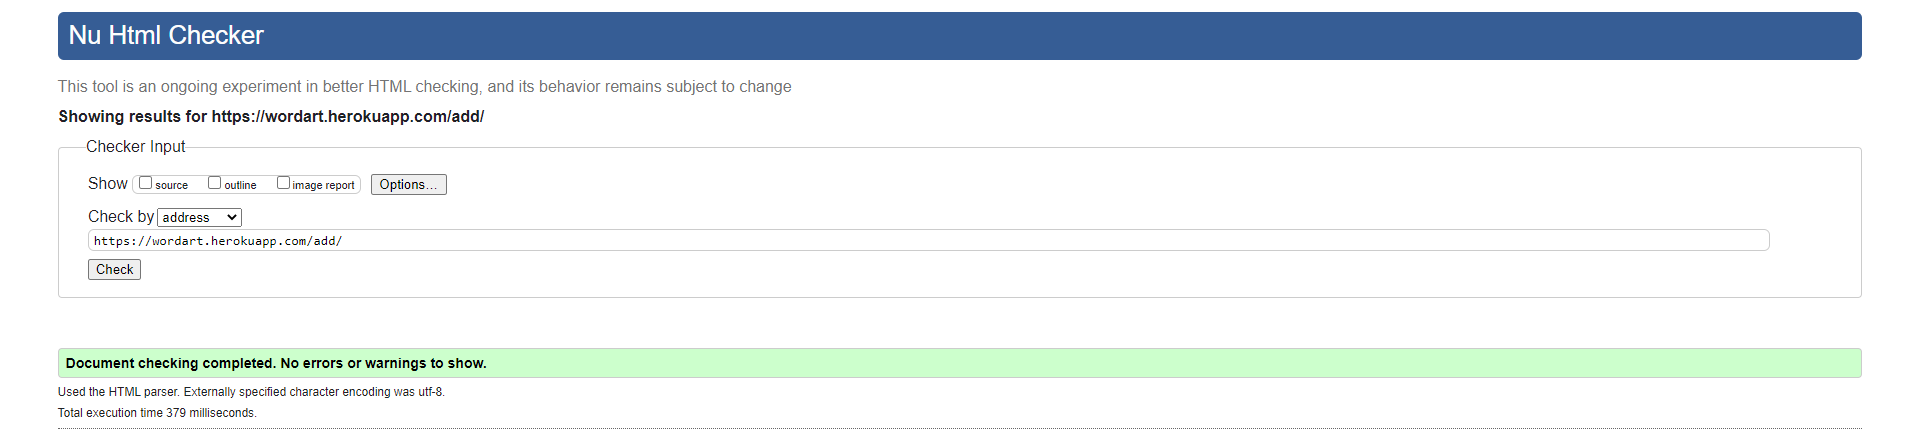 Nu Html Checker
This tool is an ongoing experiment in better HTML checking, and its behavior remains subject to change
Showing results for https://wordart.herokuapp.com/add/
Checker Input
Show source outline image report Options...
Check by address
https://wordart.herokuapp.com/add/
Check
Document checking completed. No errors or warnings to show.
Used the HTML parser. Externally specified character encoding was utf-8.
Total execution time 379 milliseconds.